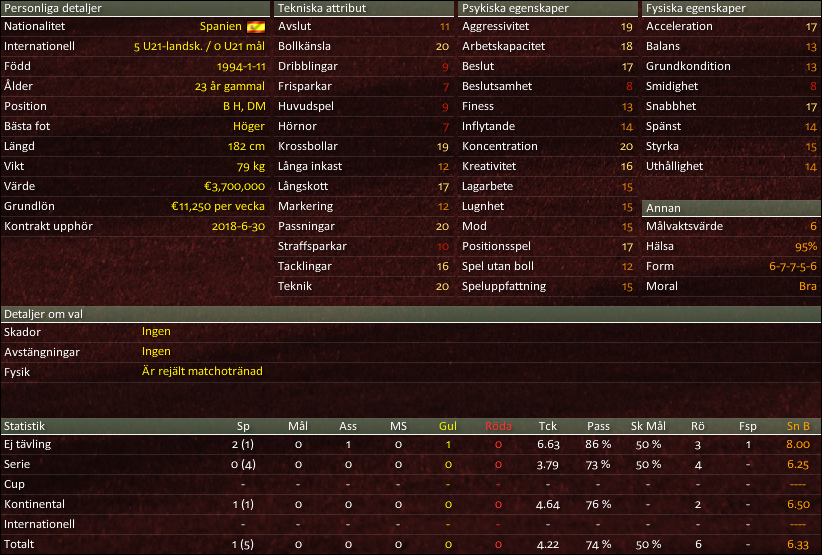 Personliga detaljer
Nationalitet Spanien
Internationell 5 U21-landsk. / 0 U21 mål
Född 1994-1-11
Ålder 23 år gammal
Position B H, DM
Bästa fot Höger
Längd 182 cm
Vikt 79 kg
Värde €3,700,000
Grundlön €11,250 per vecka
Kontrakt upphör 2018-6-30
Tekniska attribut
Avslut 11
Bollkänsla 20
Dribblingar 9
Frisparkar 7
Huvudspel 9
Hörnor 7
Krossbollar 19
Långa inkast 12
Långskott 17
Markering 12
Passningar 20
Straffsparkar 10
Tacklingar 16
Teknik 20
Psykiska egenskaper
Aggressivitet 19
Arbetskapacitet 18
Beslut 17
Beslutsamhet 8
Finess 13
Inflytande 14
Koncentration 20
Kreativitet 16
Lagarbete 15
Lugnhet 15
Mod 15
Positionsspel 17
Spel utan boll 12
Speluppfattning 15
Fysiska egenskaper
Acceleration 17
Balans 13
Grundkondition 13
Smidighet 8
Snabbhet 17
Spänst 14
Styrka 15
Uthållighet 14
Annan
Målvaktsvärde 6
Hälsa 95%
Form 6-7-7-5-6
Moral Bra
Detaljer om val
Skador Ingen
Avstängningar Ingen
Fysik Är rejält matchotränad
Statistik Sp Mål Ass MS Gul Röda Tck Pass Sk Mål Rö Fsp Sn B
Ej tävling 2 (1) 0 1 0 1 0 6.63 86 % 50 % 3 1 8.00
Serie 0 (4) 0 0 0 0 0 3.79 73 % 50 % 4 - 6.25
Cup - - - - - - - - - - - ----
Kontinental 1 (1) 0 0 0 0 0 4.64 76 % - 2 - 6.50
Internationell - - - - - - - - - - - ----
Totalt 1 (5) 0 0 0 0 0 4.22 74 % 50 % 6 - 6.33